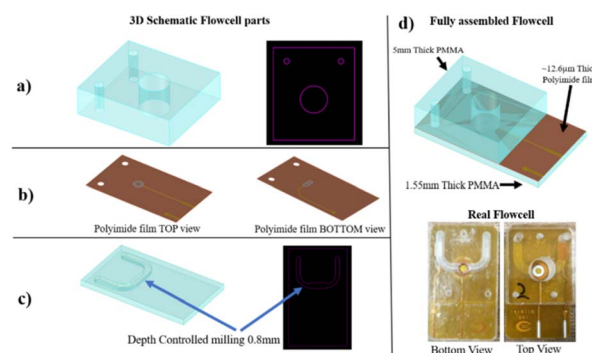 3D Schematic Flowcell parts
a)
b)
Polyimide film TOP view
Polyimide film BOTTOM view
c)
Depth Controlled milling 0.8mm
d)
Fully assembled Flowcell
5mm Thick PMMA
~12.6μm Thick
Polyimide film
1.55mm Thick PMMA
Real Flowcell
2
Bottom View
Top View